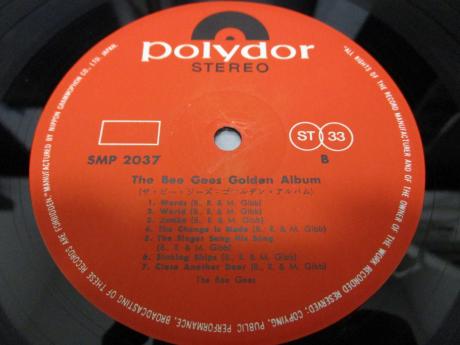 polydor
STEREO
SMP 2037
ST 33
B
The Bee Gees Golden Album
(ザ・ビー・ジーズ・ゴールデン・アルバム)
1. Words (B., R. & M. Gibb)
2. World (B., R. & M. Gibb)
3. Jumbo (B., R. & M. Gibb)
4. The Change Is Made (B., R. & M. Gibb)
5. The Singer Sang His Song
(B., R. & M. Gibb)
6. Sinking Ships (B., R. & M. Gibb)
7. Close Another Door (B., R. & M. Gibb)
The Bee Gees
"ALL RIGHTS OF THE RECORD MANUFACTURER AND OF THE OWNER OF THE WORK RECORDED RESERVED. COPYING, PUBLIC PERFORMANCE, BROADCASTING OF THESE RECORDS ARE FORBIDDEN" MANUFACTURED BY NIPPON GRAMMOPHON CO., LTD. JAPAN.